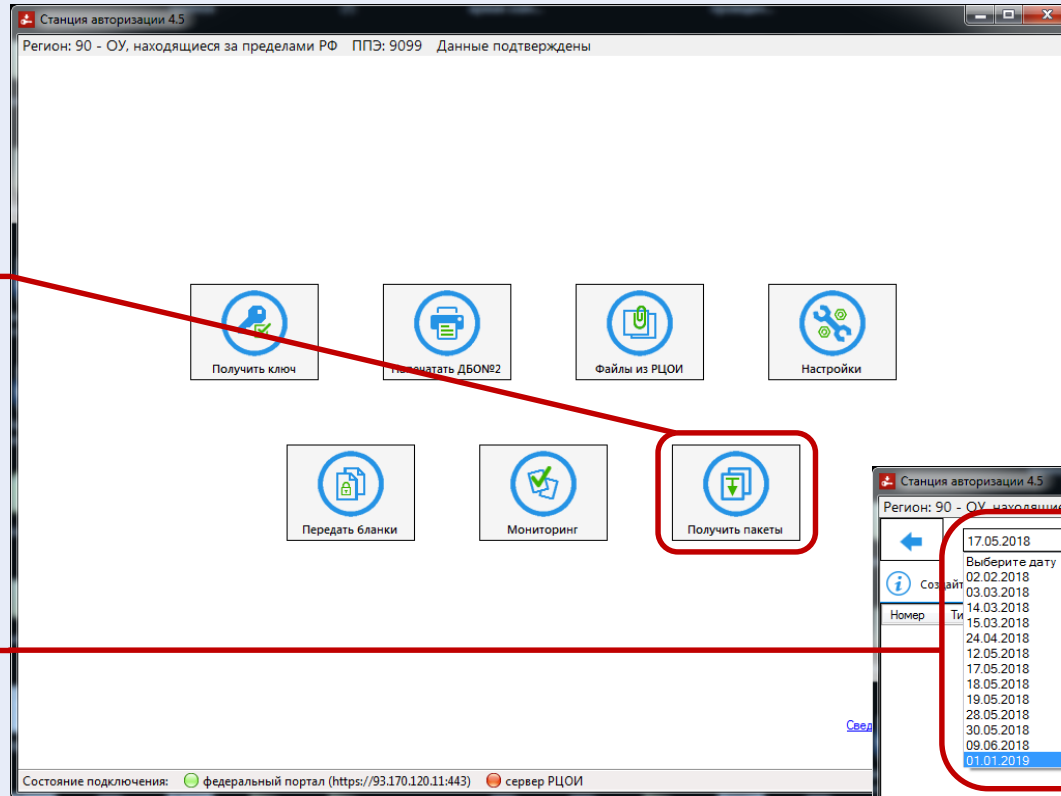 Станция авторизации 4.5
Регион: 90 - ОУ, находящиеся за пределами РФ ППЭ: 9099 Данные подтверждены
Получить ключ
Напечатать ДБО№2
Файлы из РЦОИ
Настройки
Передать бланки
Мониторинг
Получить пакеты
Свед
Состояние подключения: федеральный портал (https://93.170.120.11:443) сервер РЦОИ
Станция авторизации 4.5
Регион: 90 - ОУ, находящиеся
17.05.2018
Выберите дату
02.02.2018
03.03.2018
14.03.2018
15.03.2018
24.04.2018
12.05.2018
17.05.2018
18.05.2018
19.05.2018
28.05.2018
30.05.2018
09.06.2018
01.01.2019
Создайт
Номер Ти